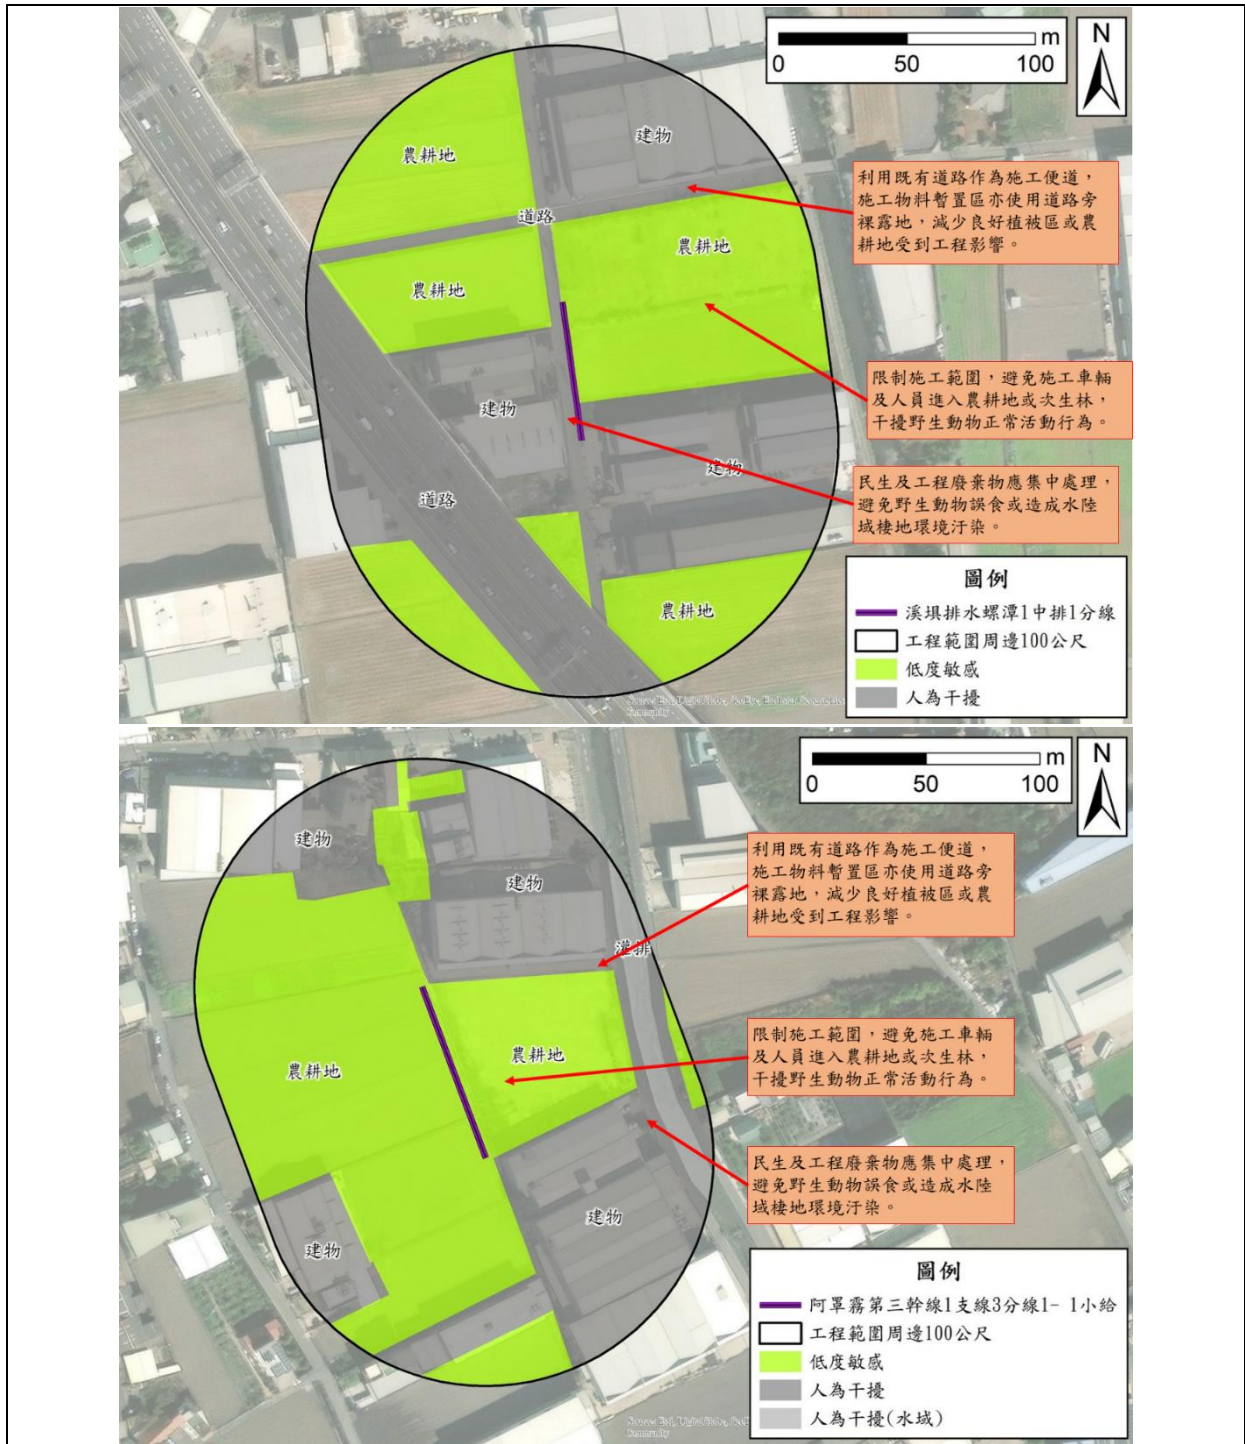 N
m
0
50
100
建物
農耕地
利用既有道路作為施工便道，
施工物料暫置區亦使用道路旁
裸露地，減少良好植被區或農
耕地受到工程影響。
道路
農耕地
農耕地
限制施工範圍，避免施工車輛
及人員進入農耕地或次生林，
干擾野生動物正常活動行為。
建物
建物
道路
民生及工程廢棄物應集中處理，
避免野生動物誤食或造成水陸
域棲地環境汙染。
農耕地
圖例
溪埧排水螺潭1中排1分線
工程範圍周邊100公尺
低度敏感
人為干擾
N
m
0
50
100
建物
建物
利用既有道路作為施工便道，
施工物料暫置區亦使用道路旁
裸露地，減少良好植被區或農
耕地受到工程影響。
灌排
農耕地
農耕地
限制施工範圍，避免施工車輛
及人員進入農耕地或次生林，
干擾野生動物正常活動行為。
民生及工程廢棄物應集中處理，
避免野生動物誤食或造成水陸
域棲地環境汙染。
建物
建物
圖例
阿罩霧第三幹線1支線3分線1- 1小給
工程範圍周邊100公尺
低度敏感
人為干擾
人為干擾(水域)